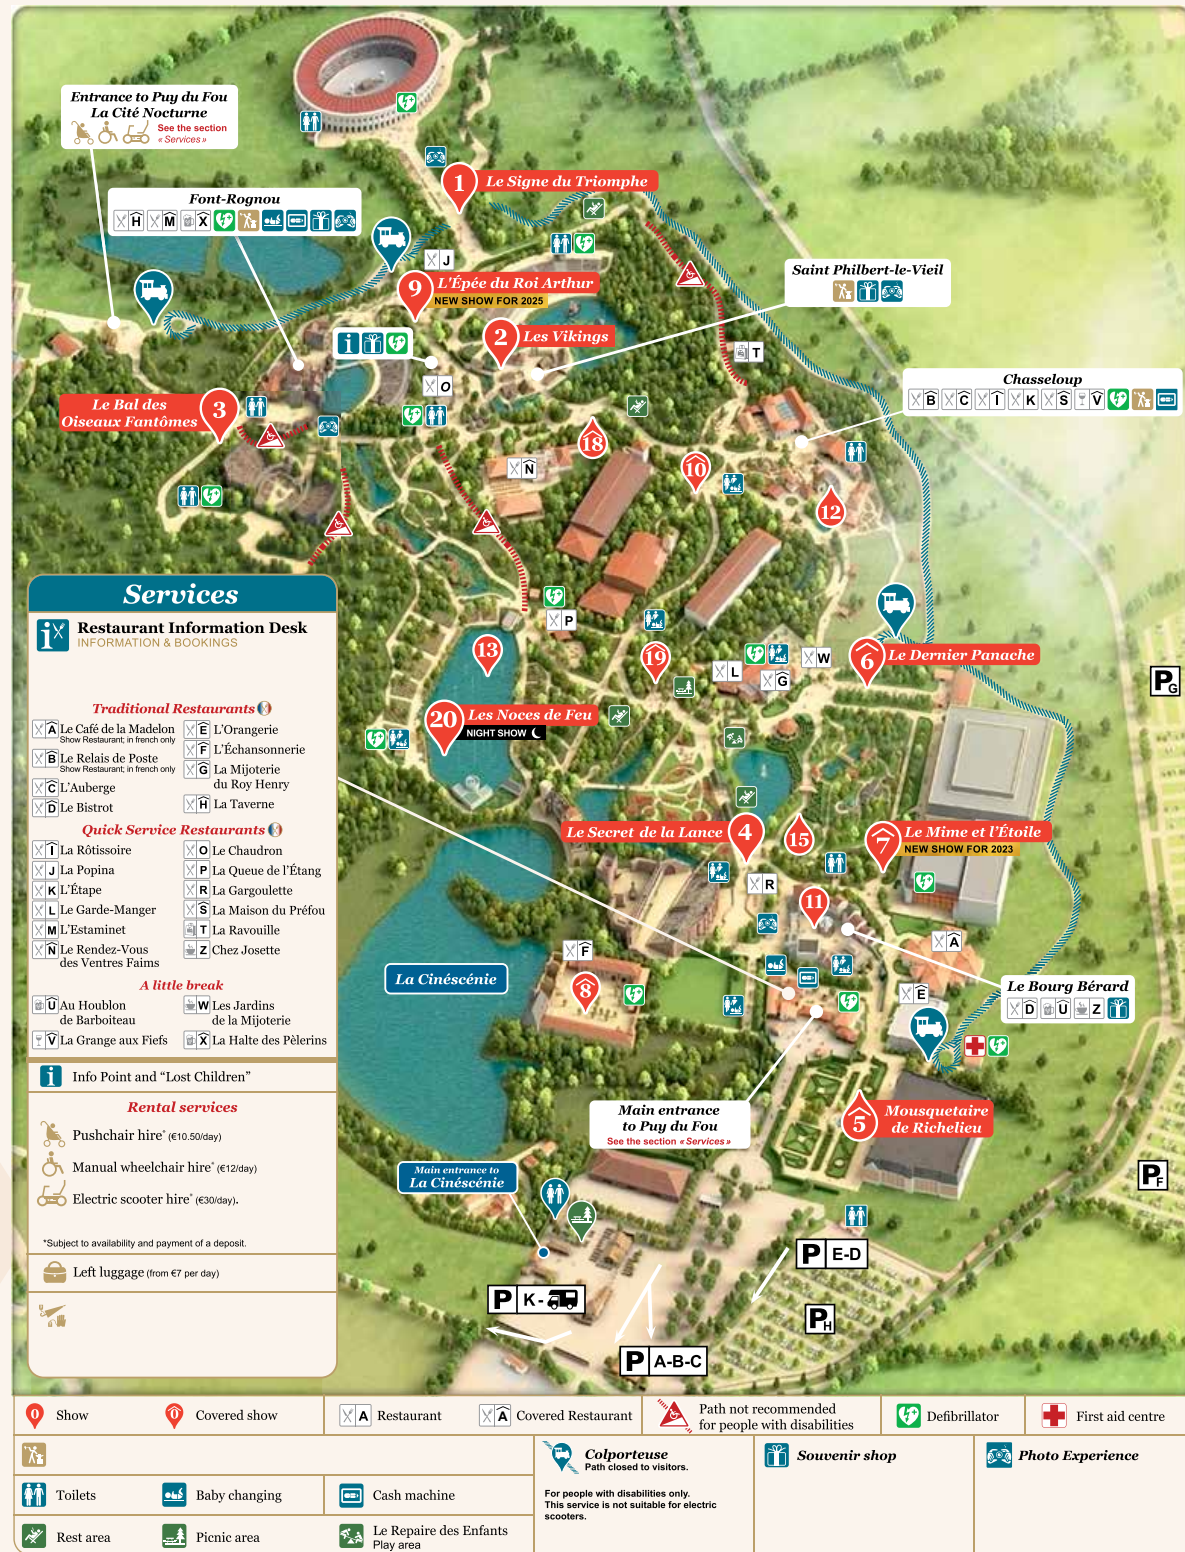 Entrance to Puy du Fou
La Cité Nocturne
See the section
« Services »
Font-Rognou
H M X
1 Le Signe du Triomphe
J
9 L'Épée du Roi Arthur
NEW SHOW FOR 2025
Saint Philbert-le-Vieil
2 Les Vikings
i
O
T
Chasseloup
B C I K S V
3 Le Bal des
Oiseaux Fantômes
18
N
10
12
P
13
19
L
G
W
6 Le Dernier Panache
PG
20 Les Noces de Feu
NIGHT SHOW
Le Secret de la Lance 4
15
7 Le Mime et l'Étoile
NEW SHOW FOR 2023
R
11
A
F
La Cinéscénie
8
E
Le Bourg Bérard
D U Z
Main entrance
to Puy du Fou
See the section « Services »
5 Mousquetaire
de Richelieu
Main entrance to
La Cinéscénie
PF
P E-D
P K -
PH
P A-B-C
Services
i Restaurant Information Desk
INFORMATION & BOOKINGS
Traditional Restaurants
A Le Café de la Madelon
Show Restaurant; in french only
B Le Relais de Poste
Show Restaurant; in french only
C L'Auberge
D Le Bistrot
E L'Orangerie
F L'Échansonnerie
G La Mijoterie
du Roy Henry
H La Taverne
Quick Service Restaurants
I La Rôtissoire
J La Popina
K L'Étape
L Le Garde-Manger
M L'Estaminet
N Le Rendez-Vous
des Ventres Faims
O Le Chaudron
P La Queue de l'Étang
R La Gargoulette
S La Maison du Préfou
T La Ravouille
Z Chez Josette
A little break
U Au Houblon
de Barboiteau
V La Grange aux Fiefs
W Les Jardins
de la Mijoterie
X La Halte des Pèlerins
i Info Point and “Lost Children”
Rental services
Pushchair hire* (€10.50/day)
Manual wheelchair hire* (€12/day)
Electric scooter hire* (€30/day).
*Subject to availability and payment of a deposit.
Left luggage (from €7 per day)
0 Show
0 Covered show
A Restaurant
A Covered Restaurant
Path not recommended
for people with disabilities
Defibrillator
First aid centre
Toilets
Baby changing
Cash machine
Rest area
Picnic area
Le Repaire des Enfants
Play area
Colporteuse
Path closed to visitors.
For people with disabilities only.
This service is not suitable for electric
scooters.
Souvenir shop
Photo Experience